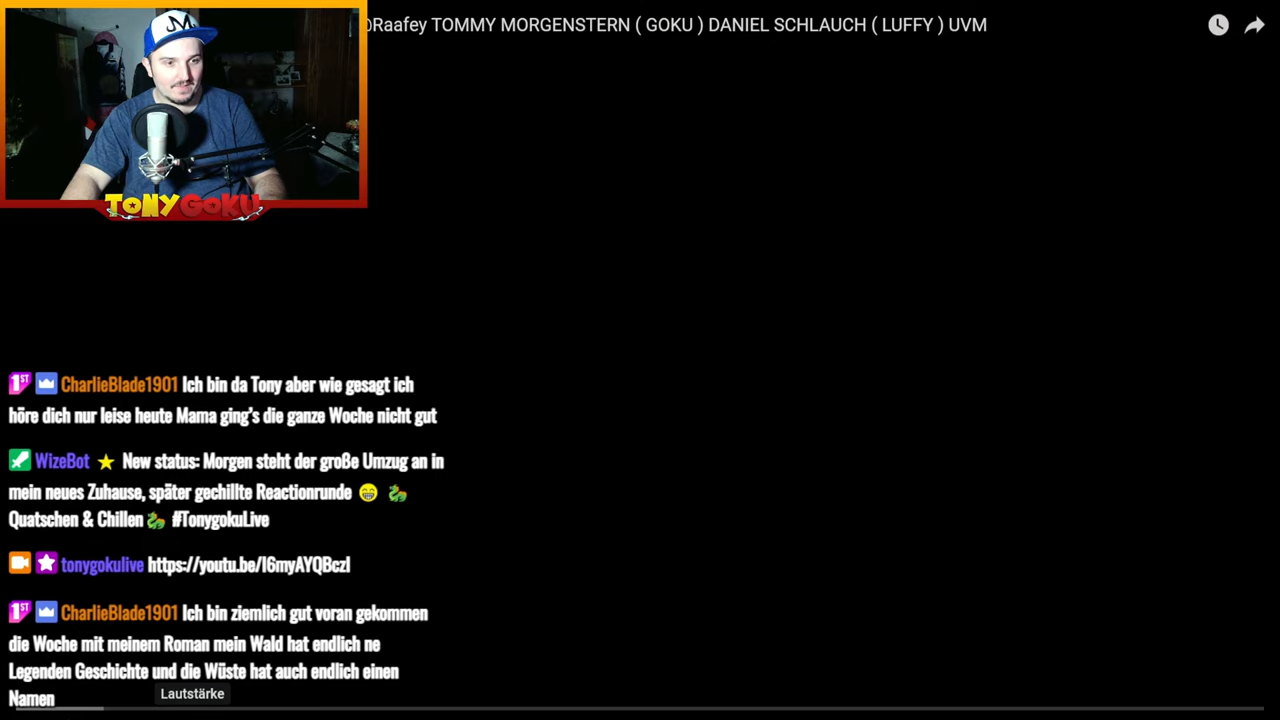 JM
Raafey TOMMY MORGENSTERN ( GOKU ) DANIEL SCHLAUCH ( LUFFY ) UVM
TONYGOKU
1ST CharlieBlade1901 Ich bin da Tony aber wie gesagt ich
höre dich nur leise heute Mama ging's die ganze Woche nicht gut
WizeBot New status: Morgen steht der große Umzug an in
mein neues Zuhause, später gechillte Reactionrunde 😁 🐉
Quatschen & Chillen🐉 #TonygokuLive
tonygokulive https://youtu.be/I6myAYQBczI
1ST CharlieBlade1901 Ich bin ziemlich gut voran gekommen
die Woche mit meinem Roman mein Wald hat endlich ne
Legenden Geschichte und die Wüste hat auch endlich einen
Namen
Lautstärke